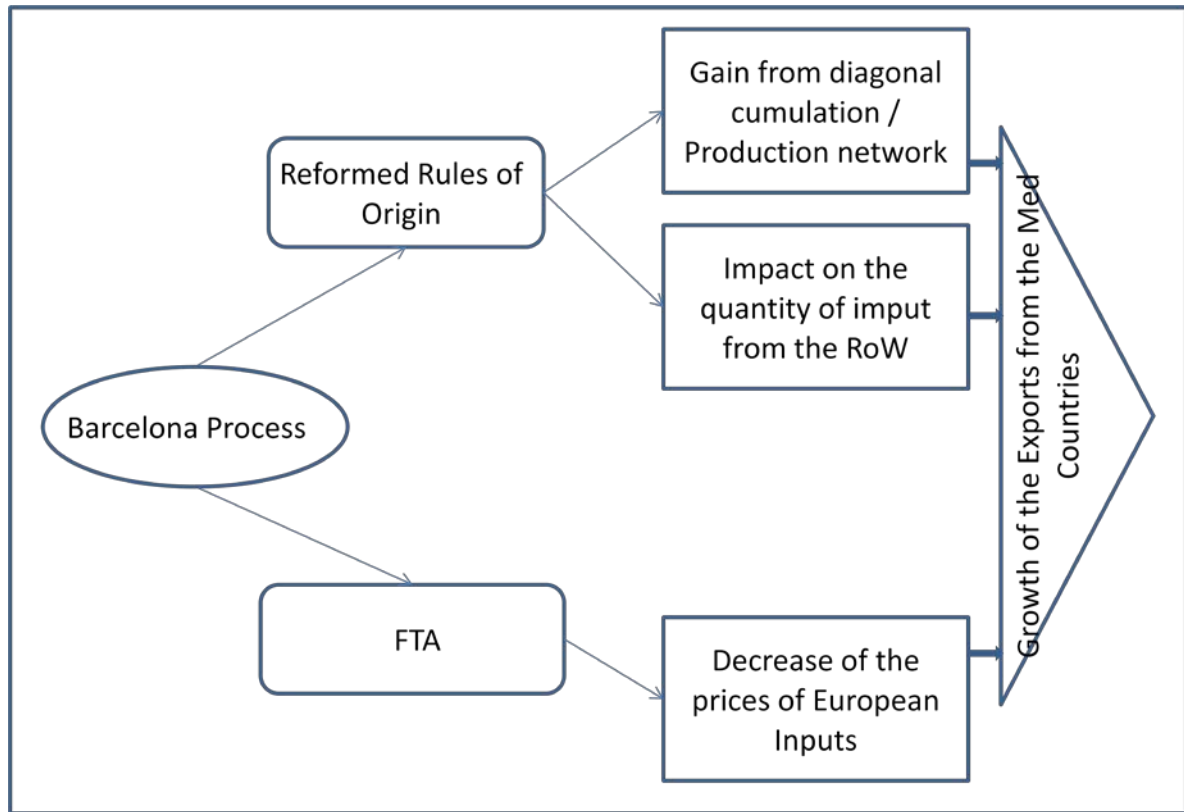 Gain from diagonal
cumulation /
Production network
Reformed Rules of
Origin
Impact on the
quantity of imput
from the RoW
Barcelona Process
Growth of the Exports from the Med
Countries
FTA
Decrease of the
prices of European
Inputs